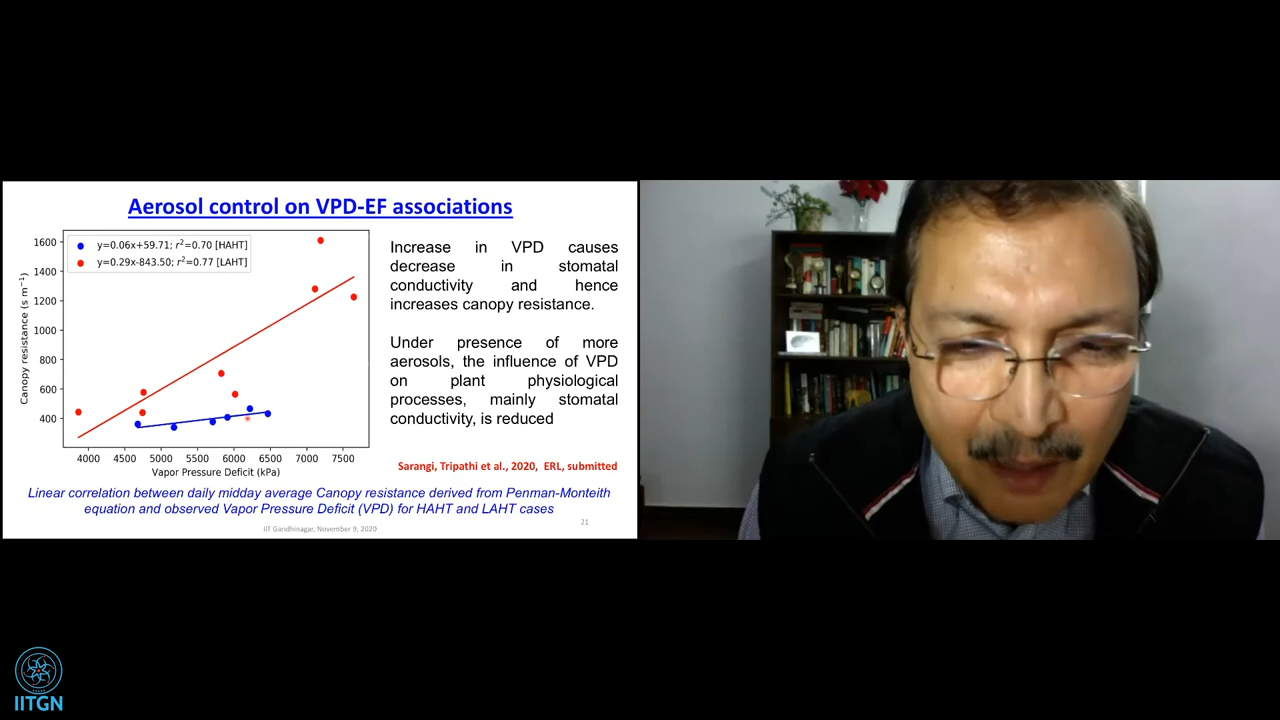 Aerosol control on VPD-EF associations
y=0.06x+59.71; r²=0.70 [HAHT]
y=0.29x-843.50; r²=0.77 [LAHT]
1600
1400
1200
1000
800
600
400
Canopy resistance (s m⁻¹)
4000 4500 5000 5500 6000 6500 7000 7500
Vapor Pressure Deficit (kPa)
Increase in VPD causes
decrease in stomatal
conductivity and hence
increases canopy resistance.
Under presence of more
aerosols, the influence of VPD
on plant physiological
processes, mainly stomatal
conductivity, is reduced
Sarangi, Tripathi et al., 2020, ERL, submitted
Linear correlation between daily midday average Canopy resistance derived from Penman-Monteith
equation and observed Vapor Pressure Deficit (VPD) for HAHT and LAHT cases
IIT Gandhinagar, November 9, 2020
21
IITGN